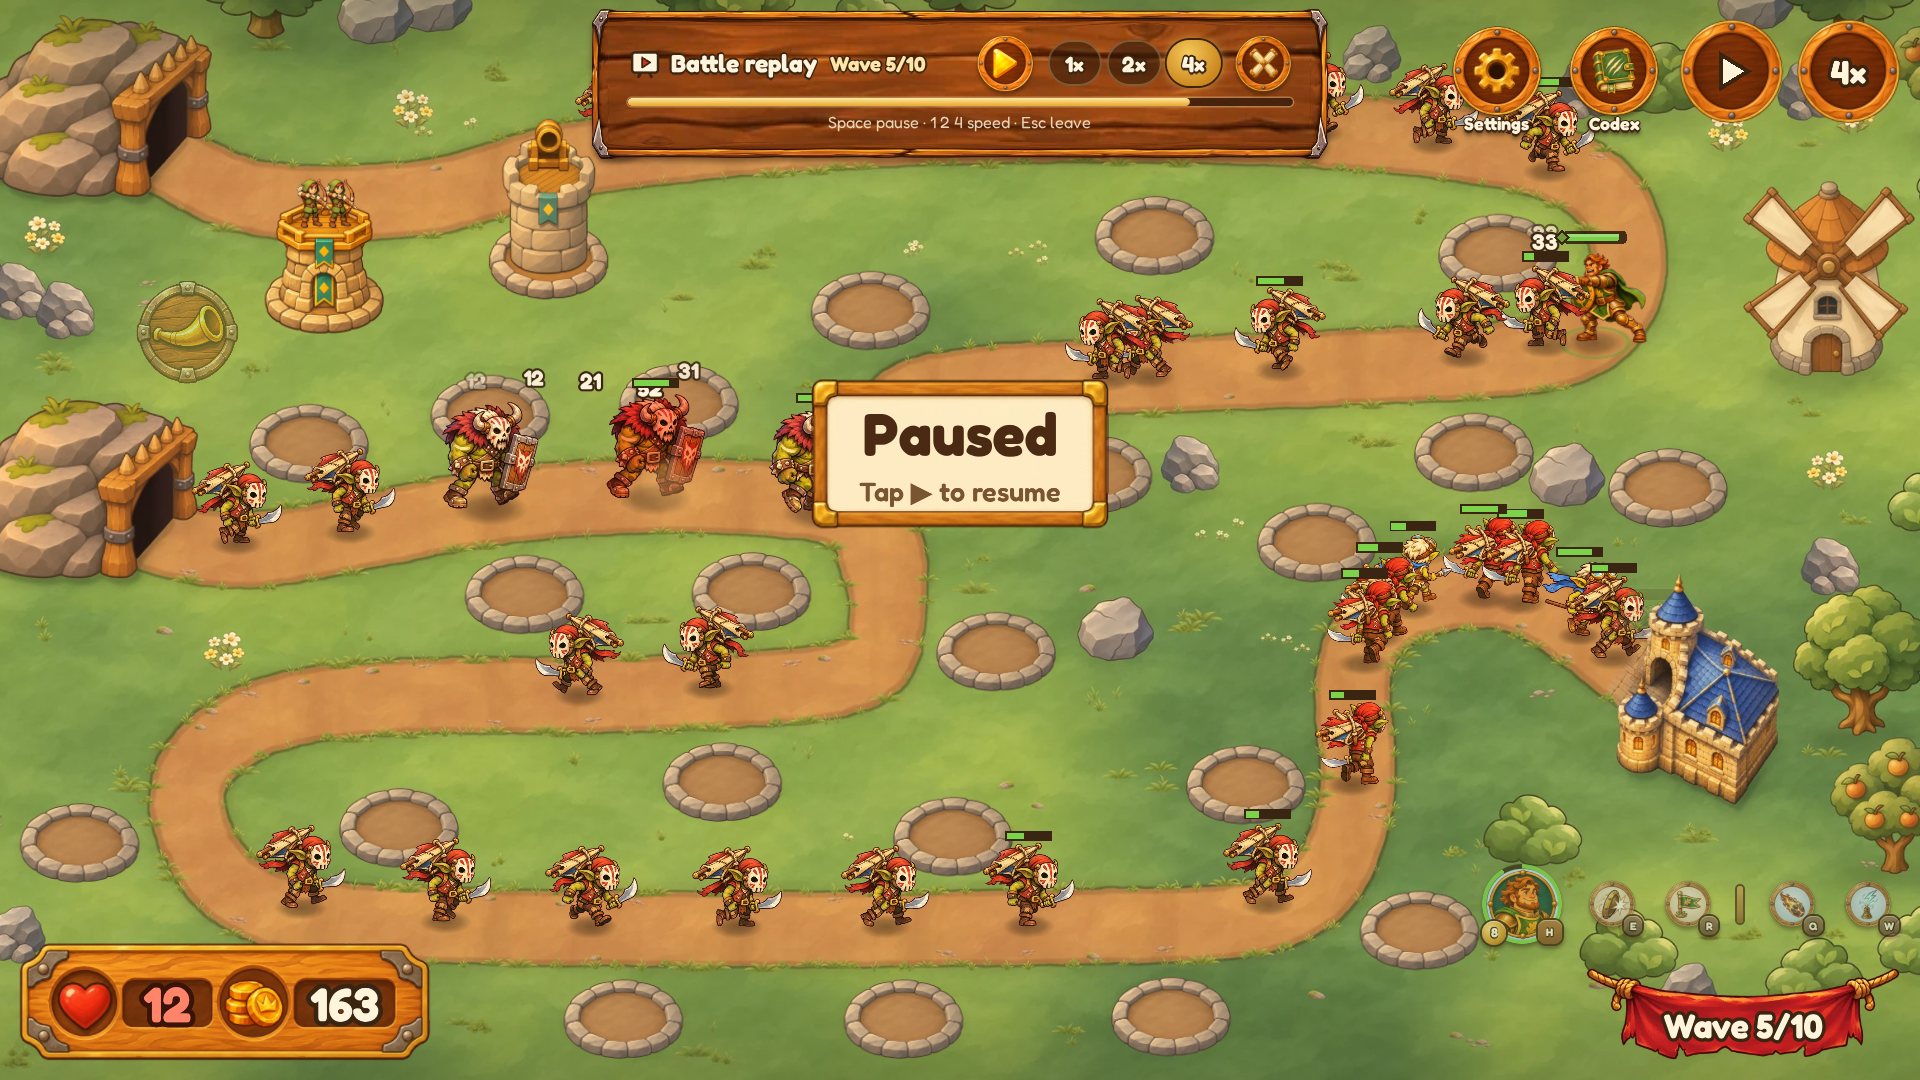 Battle replay Wave 5/10
1x 2x 4x
Space pause · 1 2 4 speed · Esc leave
Settings
Codex
4x
33
12
12
21
52
31
Paused
Tap ▶ to resume
8
H
E
R
Q
W
12
163
Wave 5/10